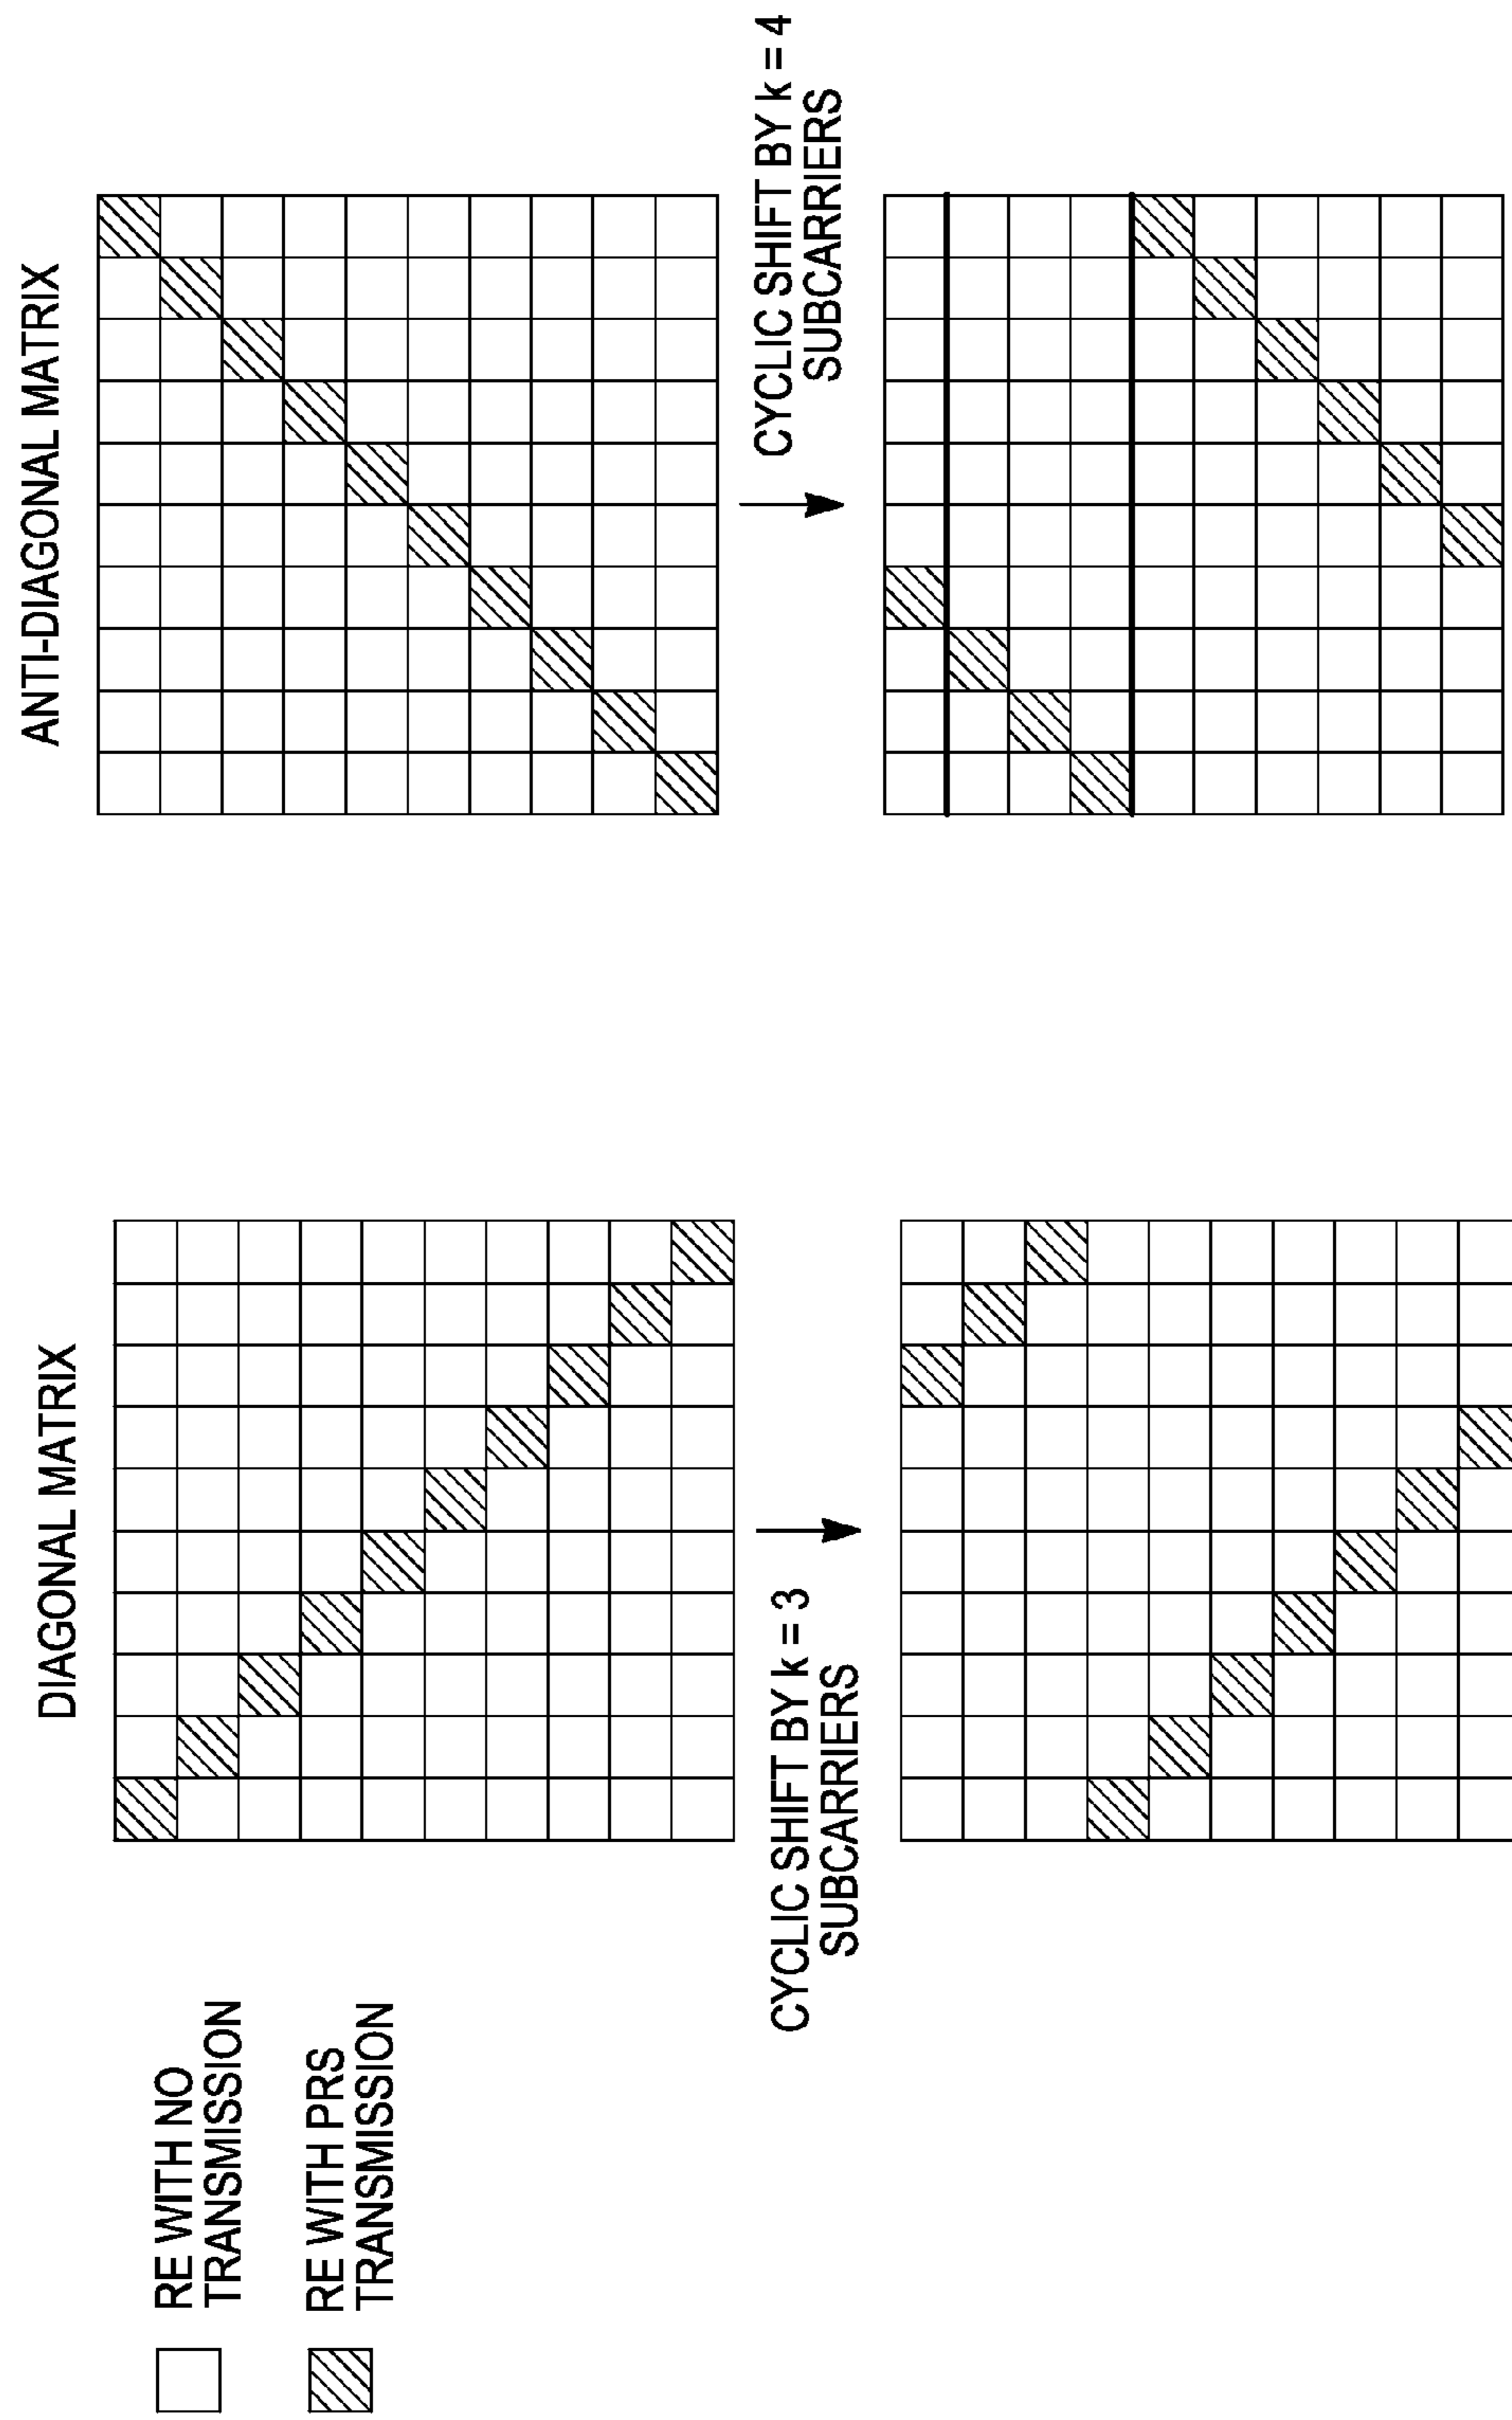 RE WITH NO
TRANSMISSION
RE WITH PRS
TRANSMISSION
DIAGONAL MATRIX
CYCLIC SHIFT BY k = 3
SUBCARRIERS
ANTI-DIAGONAL MATRIX
CYCLIC SHIFT BY k = 4
SUBCARRIERS